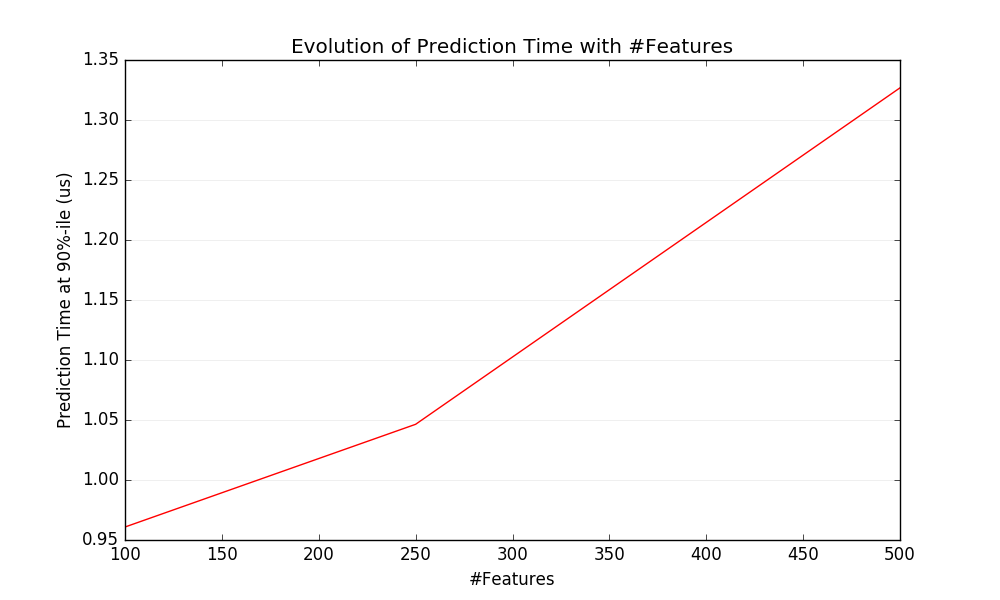 Evolution of Prediction Time with #Features
1.35
1.30
1.25
1.20
1.15
1.10
1.05
1.00
0.95
Prediction Time at 90%-ile (us)
100 150 200 250 300 350 400 450 500
#Features